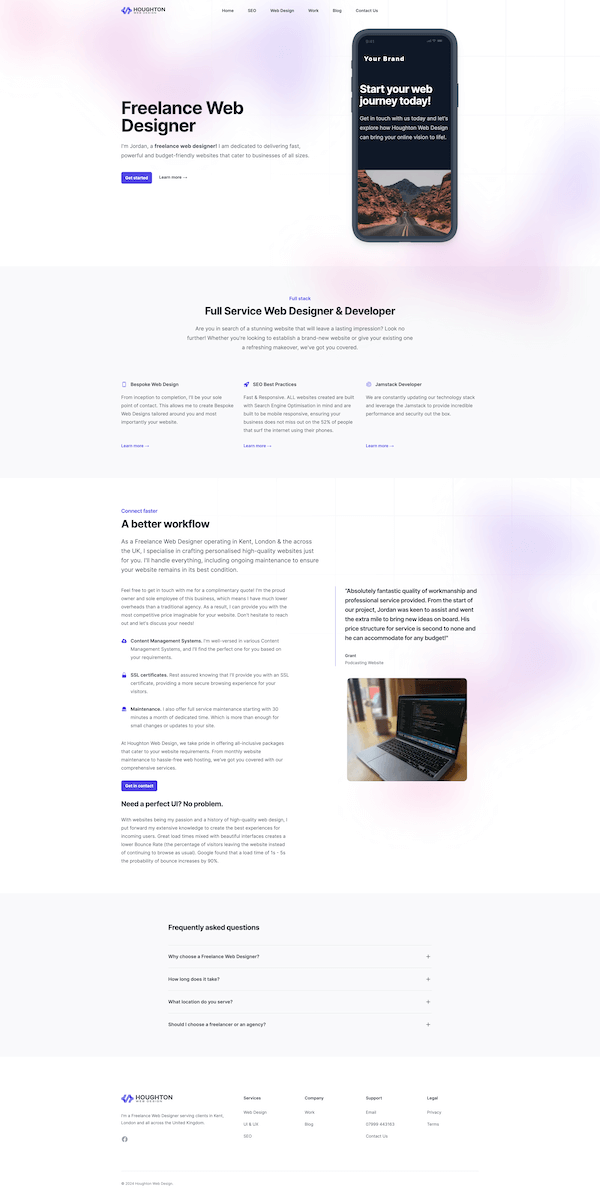 HOUGHTON
WEB DESIGN
Home SEO Web Design Work Blog Contact Us
Freelance Web
Designer
I'm Jordan, a freelance web designer! I am dedicated to delivering fast,
powerful and budget-friendly websites that cater to businesses of all sizes.
Get started Learn more →
Your Brand
Start your web
journey today!
Get in touch with us today and let's
explore how Houghton Web Design
can bring your online vision to life!.
Full stack
Full Service Web Designer & Developer
Are you in search of a stunning website that will leave a lasting impression? Look no
further! Whether you're looking to establish a brand-new website or give your existing one
a refreshing makeover, we've got you covered.
Bespoke Web Design
From inception to completion, I'll be your sole
point of contact. This allows me to create Bespoke
Web Designs tailored around you and most
importantly your website.
Learn more →
SEO Best Practices
Fast & Responsive. ALL websites created are built
with Search Engine Optimisation in mind and are
built to be mobile responsive, ensuring your
business does not miss out on the 52% of people
that surf the internet using their phones.
Learn more →
Jamstack Developer
We are constantly updating our technology stack
and leverage the Jamstack to provide incredible
performance and security out the box.
Learn more →
Connect faster
A better workflow
As a Freelance Web Designer operating in Kent, London & the across
the UK, I specialise in crafting personalised high-quality websites just
for you. I'll handle everything, including ongoing maintenance to ensure
your website remains in its best condition.
Feel free to get in touch with me for a complimentary quote! I'm the proud
owner and sole employee of this business, which means I have much lower
overheads than a traditional agency. As a result, I can provide you with the
most competitive price imaginable for your website. Don't hesitate to reach
out and let's discuss your needs!
Content Management Systems. I'm well-versed in various Content
Management Systems, and I'll find the perfect one for you based on
your requirements.
SSL certificates. Rest assured knowing that I'll provide you with an SSL
certificate, providing a more secure browsing experience for your
visitors.
Maintenance. I also offer full service maintenance starting with 30
minutes a month of dedicated time. Which is more than enough for
small changes or updates to your site.
At Houghton Web Design, we take pride in offering all-inclusive packages
that cater to your website requirements. From monthly website
maintenance to hassle-free web hosting, we've got you covered with our
comprehensive services.
Get in contact
Need a perfect UI? No problem.
With websites being my passion and a history of high-quality web design, I
put forward my extensive knowledge to create the best experiences for
incoming users. Great load times mixed with beautiful interfaces creates a
lower Bounce Rate (the percentage of visitors leaving the website instead
of continuing to browse as usual). Google found that a load time of 1s - 5s
the probability of bounce increases by 90%.
"Absolutely fantastic quality of workmanship and
professional service provided. From the start of
our project, Jordan was keen to assist and went
the extra mile to bring new ideas on board. His
price structure for service is second to none and
he can accommodate for any budget!"
Grant
Podcasting Website
Frequently asked questions
Why choose a Freelance Web Designer? +
How long does it take? +
What location do you serve? +
Should I choose a freelancer or an agency? +
HOUGHTON
WEB DESIGN
I'm a Freelance Web Designer serving clients in Kent,
London and all across the United Kingdom
Services
Web Design
UI & UX
SEO
Company
Work
Blog
Support
Email
Contact Us
Legal
Privacy
Terms
© 2024 Houghton Web Design.